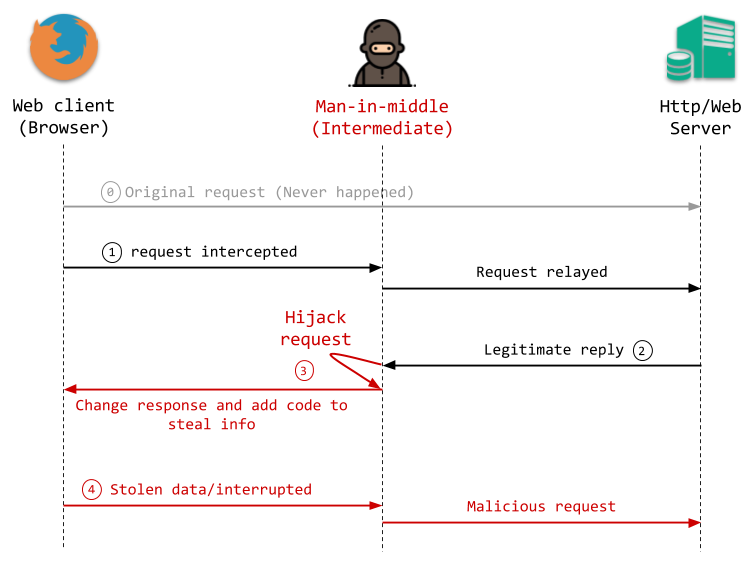 Web client
(Browser)
Man-in-middle
(Intermediate)
Http/Web
Server
0 Original request (Never happened)
1 request intercepted
Request relayed
Hijack
request
Legitimate reply 2
3
Change response and add code to
steal info
4 Stolen data/interrupted
Malicious request